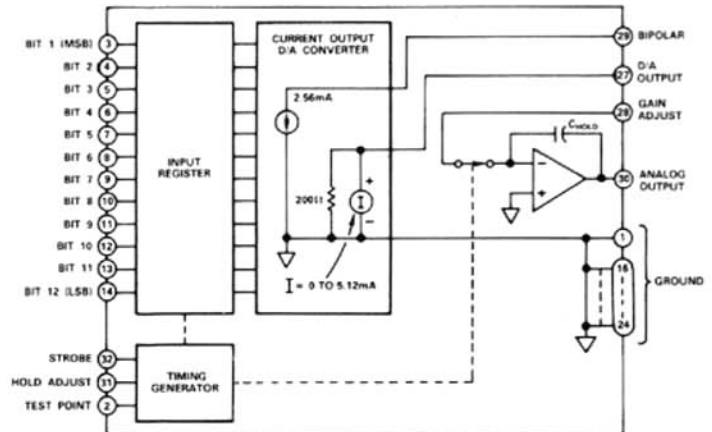 BIT 1 (MSB) 3
BIT 2 4
BIT 3 5
BIT 4 6
BIT 5 7
BIT 6 8
BIT 7 9
BIT 8 10
BIT 9 11
BIT 10 12
BIT 11 13
BIT 12 (LSB) 14
STROBE 32
HOLD ADJUST 31
TEST POINT 2
INPUT
REGISTER
TIMING
GENERATOR
CURRENT OUTPUT
D/A CONVERTER
2.56mA
200Ω
+
I
−
I = 0 TO 5.12mA
CHOLD
−
+
29 BIPOLAR
27 D/A
OUTPUT
28 GAIN
ADJUST
30 ANALOG
OUTPUT
1
16
24
GROUND